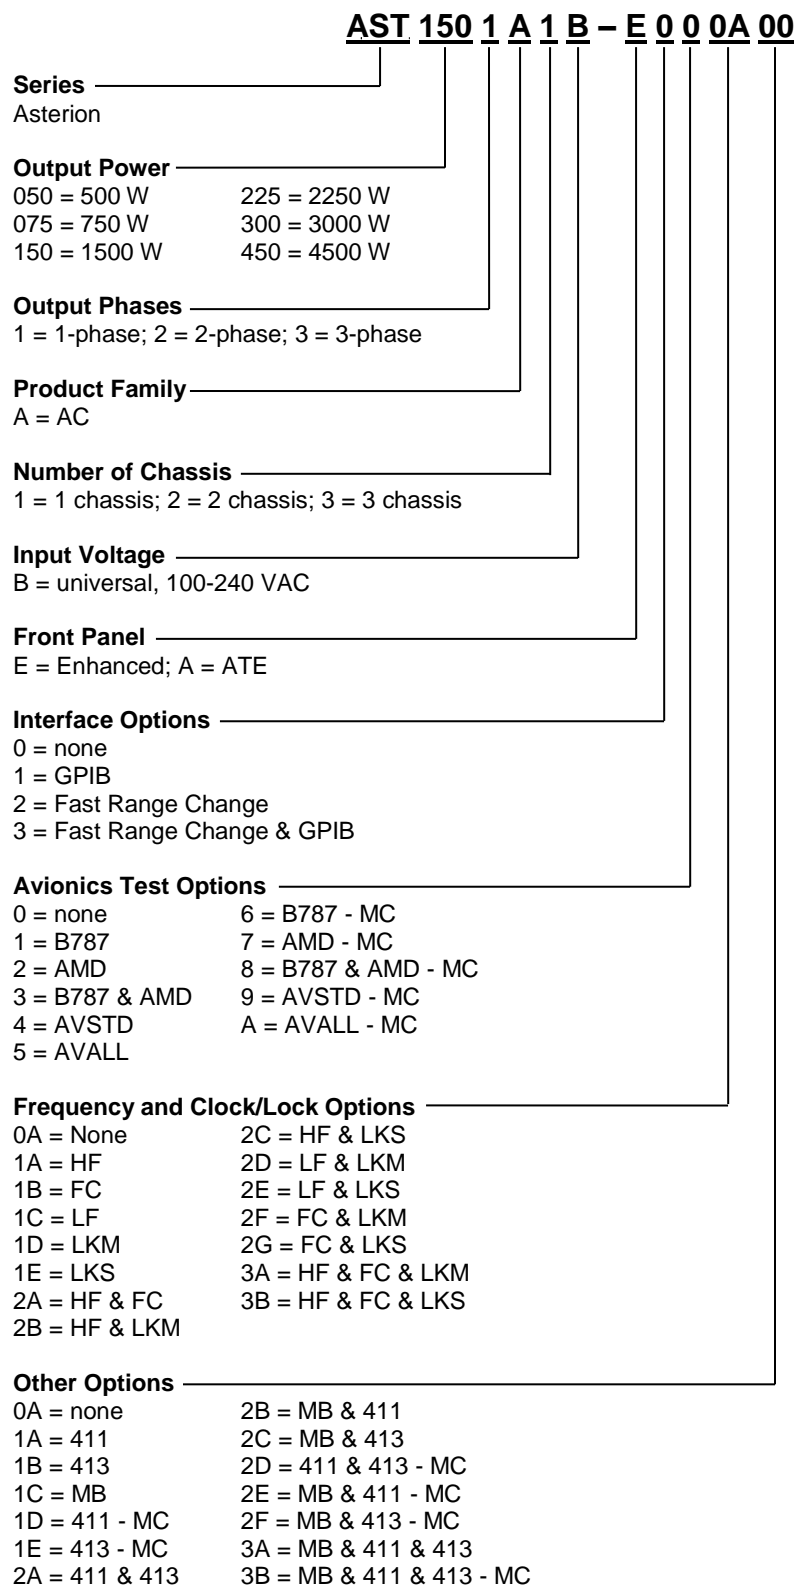 AST 150 1 A 1 B – E 0 0 0A 00
Series
Asterion
Output Power
050 = 500 W 225 = 2250 W
075 = 750 W 300 = 3000 W
150 = 1500 W 450 = 4500 W
Output Phases
1 = 1-phase; 2 = 2-phase; 3 = 3-phase
Product Family
A = AC
Number of Chassis
1 = 1 chassis; 2 = 2 chassis; 3 = 3 chassis
Input Voltage
B = universal, 100-240 VAC
Front Panel
E = Enhanced; A = ATE
Interface Options
0 = none
1 = GPIB
2 = Fast Range Change
3 = Fast Range Change & GPIB
Avionics Test Options
0 = none 6 = B787 - MC
1 = B787 7 = AMD - MC
2 = AMD 8 = B787 & AMD - MC
3 = B787 & AMD 9 = AVSTD - MC
4 = AVSTD A = AVALL - MC
5 = AVALL
Frequency and Clock/Lock Options
0A = None 2C = HF & LKS
1A = HF 2D = LF & LKM
1B = FC 2E = LF & LKS
1C = LF 2F = FC & LKM
1D = LKM 2G = FC & LKS
1E = LKS 3A = HF & FC & LKM
2A = HF & FC 3B = HF & FC & LKS
2B = HF & LKM
Other Options
0A = none 2B = MB & 411
1A = 411 2C = MB & 413
1B = 413 2D = 411 & 413 - MC
1C = MB 2E = MB & 411 - MC
1D = 411 - MC 2F = MB & 413 - MC
1E = 413 - MC 3A = MB & 411 & 413
2A = 411 & 413 3B = MB & 411 & 413 - MC